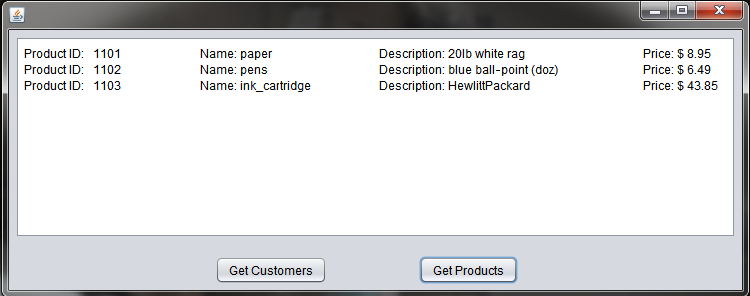 Product ID: 1101 Name: paper Description: 20lb white rag Price: $ 8.95
Product ID: 1102 Name: pens Description: blue ball-point (doz) Price: $ 6.49
Product ID: 1103 Name: ink_cartridge Description: HewlittPackard Price: $ 43.85
Get Customers Get Products